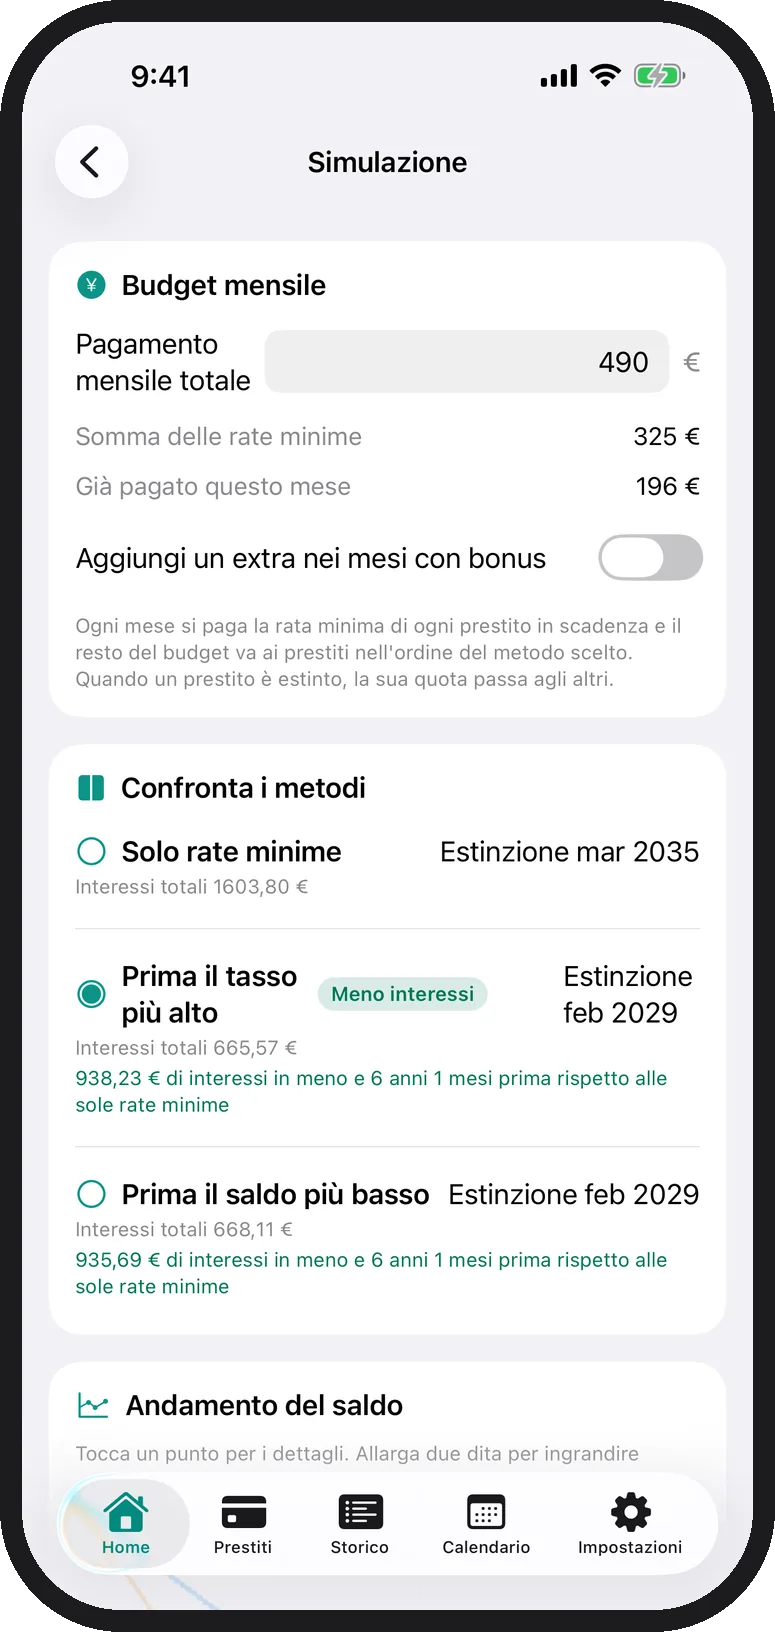 9:41
Simulazione
¥ Budget mensile
Pagamento
mensile totale
490 €
Somma delle rate minime 325 €
Già pagato questo mese 196 €
Aggiungi un extra nei mesi con bonus
Ogni mese si paga la rata minima di ogni prestito in scadenza e il
resto del budget va ai prestiti nell'ordine del metodo scelto.
Quando un prestito è estinto, la sua quota passa agli altri.
Confronta i metodi
Solo rate minime Estinzione mar 2035
Interessi totali 1603,80 €
Prima il tasso
più alto
Meno interessi
Estinzione
feb 2029
Interessi totali 665,57 €
938,23 € di interessi in meno e 6 anni 1 mesi prima rispetto alle
sole rate minime
Prima il saldo più basso Estinzione feb 2029
Interessi totali 668,11 €
935,69 € di interessi in meno e 6 anni 1 mesi prima rispetto alle
sole rate minime
Andamento del saldo
Tocca un punto per i dettagli. Allarga due dita per ingrandire
Home Prestiti Storico Calendario Impostazioni